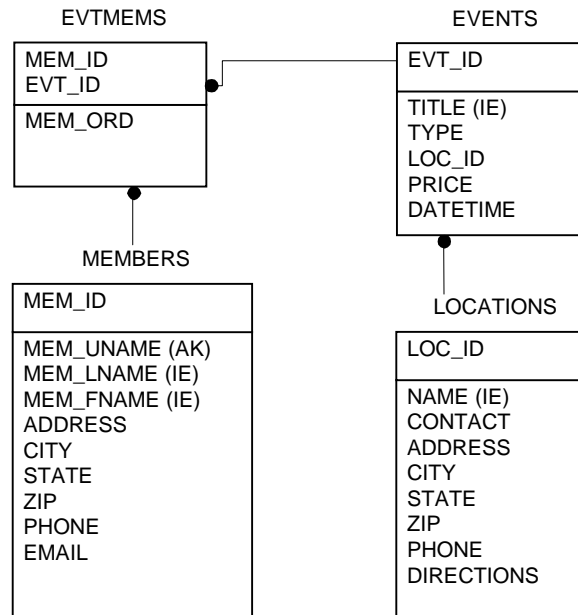 EVTMEMS
MEM_ID
EVT_ID
MEM_ORD
EVENTS
EVT_ID
TITLE (IE)
TYPE
LOC_ID
PRICE
DATETIME
MEMBERS
MEM_ID
MEM_UNAME (AK)
MEM_LNAME (IE)
MEM_FNAME (IE)
ADDRESS
CITY
STATE
ZIP
PHONE
EMAIL
LOCATIONS
LOC_ID
NAME (IE)
CONTACT
ADDRESS
CITY
STATE
ZIP
PHONE
DIRECTIONS